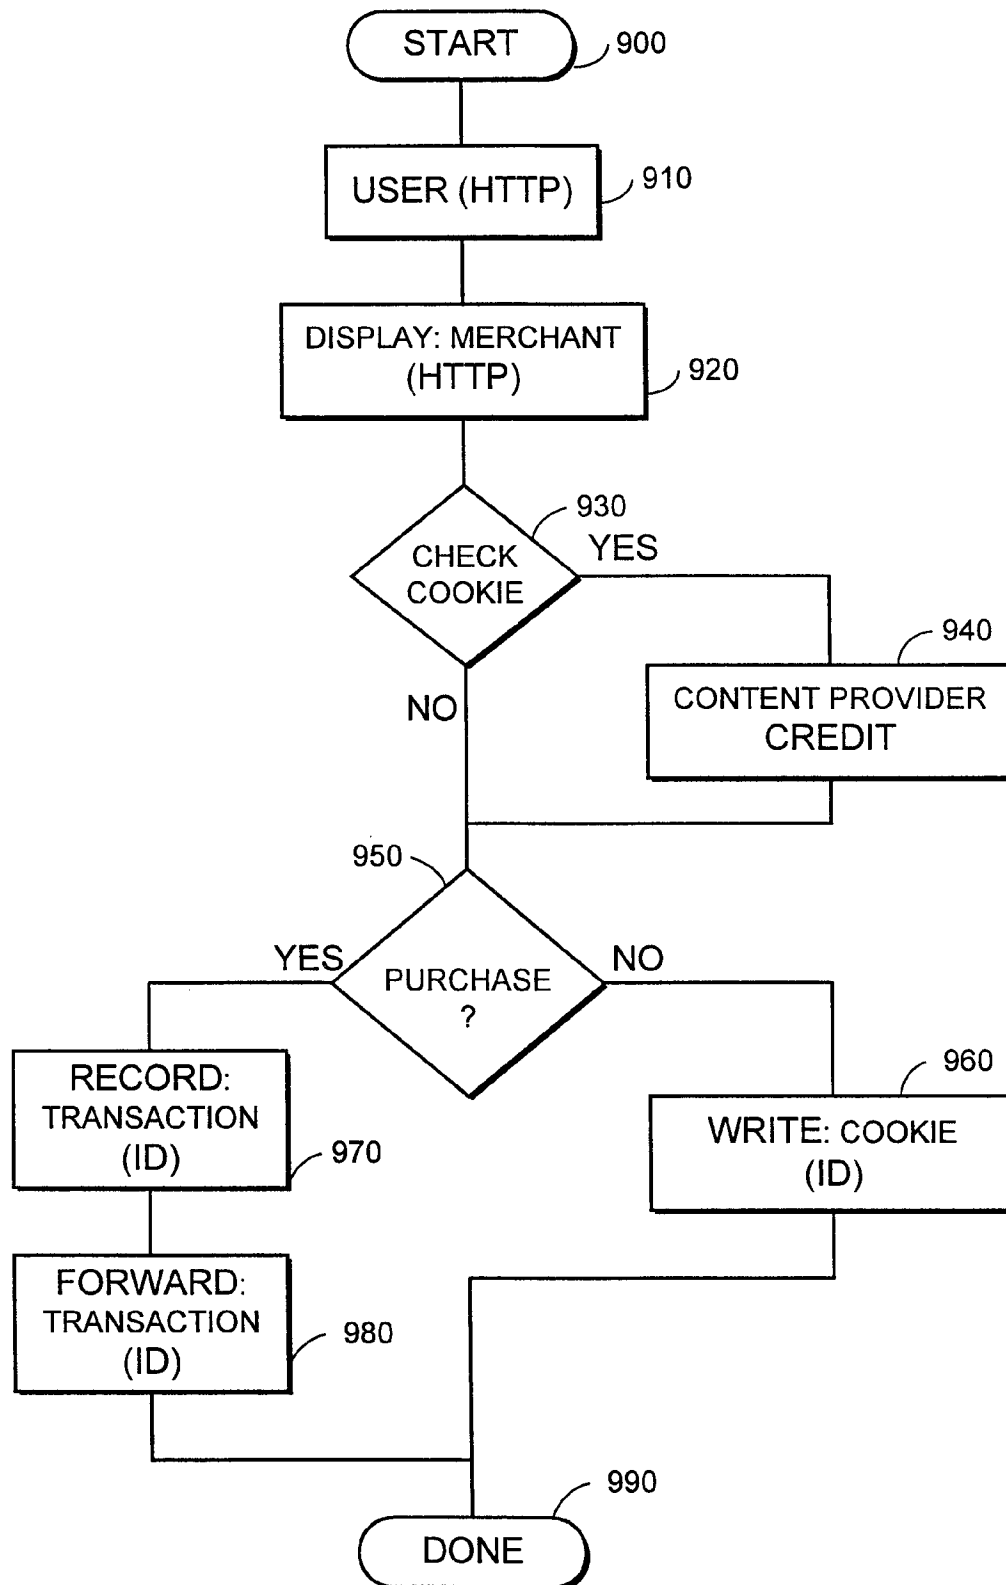 START
900
USER (HTTP)
910
DISPLAY: MERCHANT
(HTTP)
920
930
CHECK
COOKIE
YES
NO
940
CONTENT PROVIDER
CREDIT
950
YES
PURCHASE
?
NO
RECORD:
TRANSACTION
(ID)
970
960
WRITE: COOKIE
(ID)
FORWARD:
TRANSACTION
(ID)
980
990
DONE